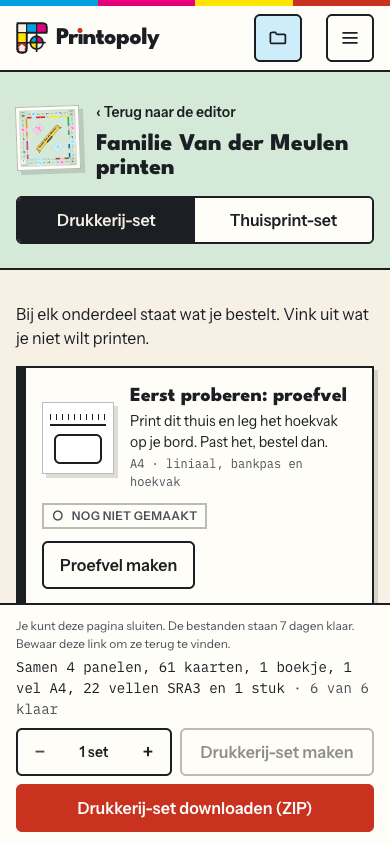 Printopoly
‹ Terug naar de editor
Familie Van der Meulen
printen
Drukkerij-set
Thuisprint-set
Bij elk onderdeel staat wat je bestelt. Vink uit wat
je niet wilt printen.
Eerst proberen: proefvel
Print dit thuis en leg het hoekvak
op je bord. Past het, bestel dan.
A4 · liniaal, bankpas en
hoekvak
NOG NIET GEMAAKT
Proefvel maken
Je kunt deze pagina sluiten. De bestanden staan 7 dagen klaar.
Bewaar deze link om ze terug te vinden.
Samen 4 panelen, 61 kaarten, 1 boekje, 1
vel A4, 22 vellen SRA3 en 1 stuk · 6 van 6
klaar
− 1 set +
Drukkerij-set maken
Drukkerij-set downloaden (ZIP)